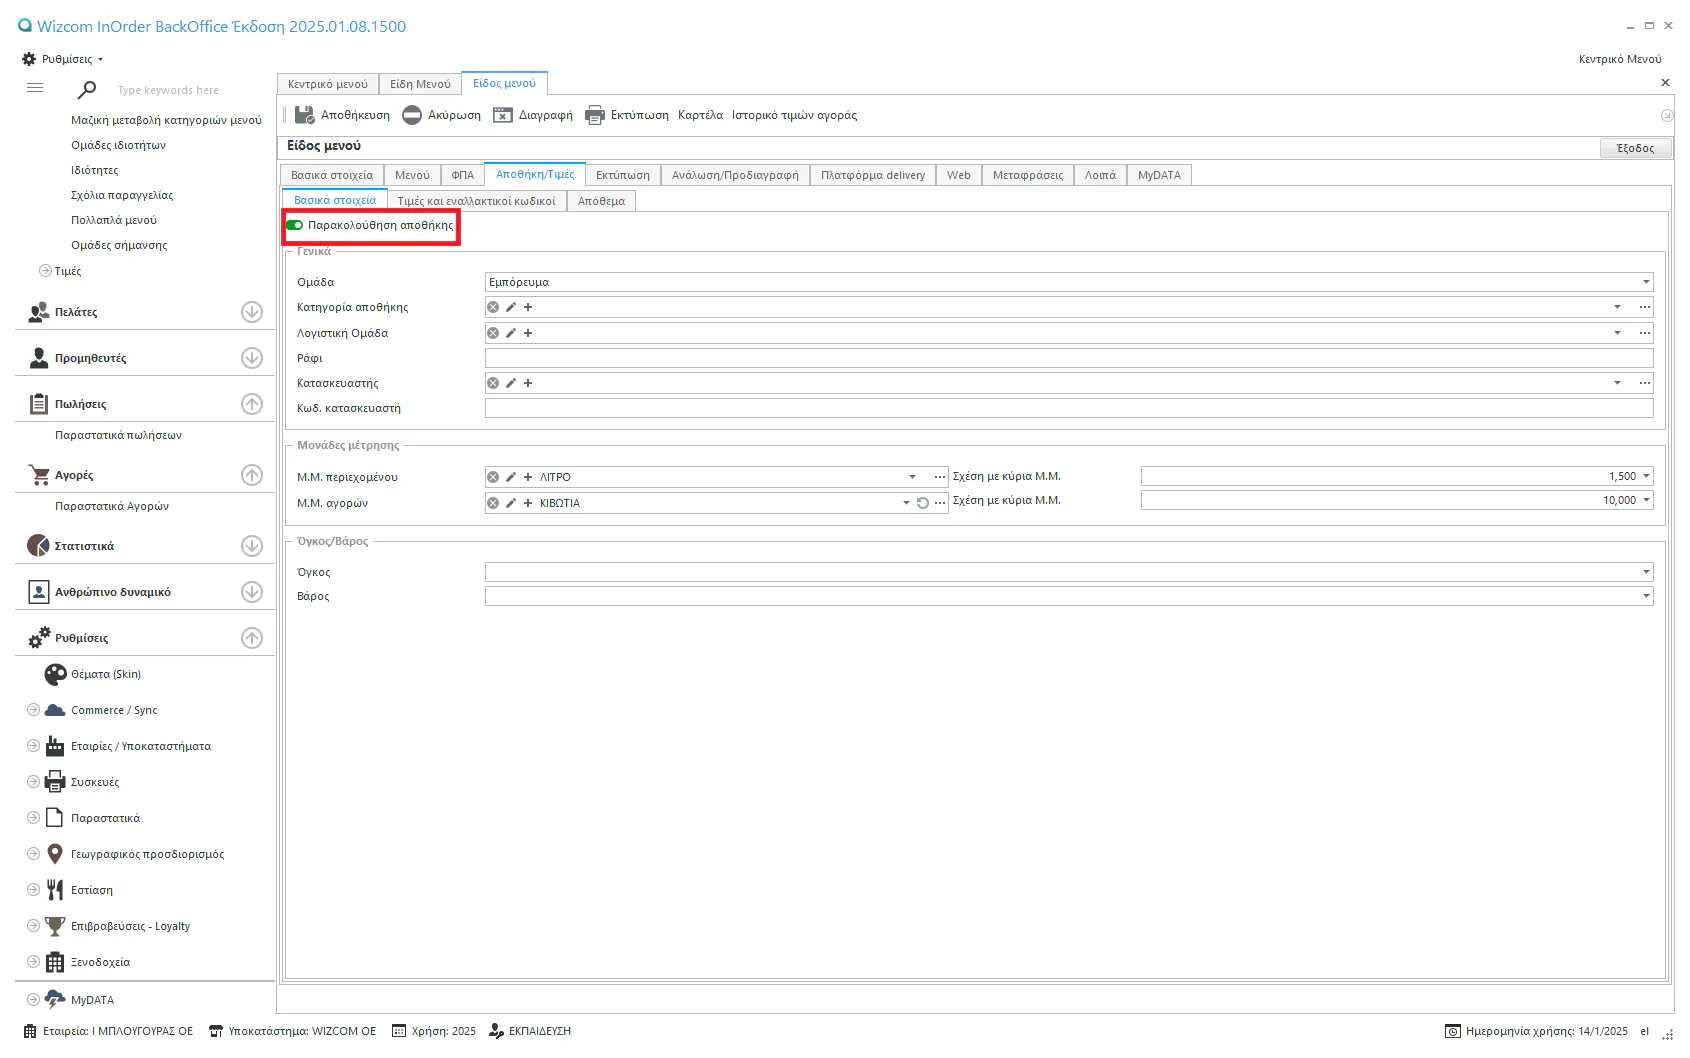 Wizcom InOrder BackOffice Έκδοση 2025.01.08.1500
Ρυθμίσεις
Κεντρικό Μενού
Type keywords here
Μαζική μεταβολή κατηγοριών μενού
Ομάδες ιδιοτήτων
Ιδιότητες
Σχόλια παραγγελίας
Πολλαπλά μενού
Ομάδες σήμανσης
Τιμές
Πελάτες
Προμηθευτές
Πωλήσεις
Παραστατικά πωλήσεων
Αγορές
Παραστατικά Αγορών
Στατιστικά
Ανθρώπινο δυναμικό
Ρυθμίσεις
Θέματα (Skin)
Commerce / Sync
Εταιρίες / Υποκαταστήματα
Συσκευές
Παραστατικά
Γεωγραφικός προσδιορισμός
Εστίαση
Επιβραβεύσεις - Loyalty
Ξενοδοχεία
MyDATA
Κεντρικό μενού Είδη Μενού Είδος μενού
Αποθήκευση Ακύρωση Διαγραφή Εκτύπωση Καρτέλα Ιστορικό τιμών αγοράς
Είδος μενού Έξοδος
Βασικά στοιχεία Μενού ΦΠΑ Αποθήκη/Τιμές Εκτύπωση Ανάλωση/Προδιαγραφή Πλατφόρμα delivery Web Μεταφράσεις Λοιπά MyDATA
Βασικά στοιχεία Τιμές και εναλλακτικοί κωδικοί Απόθεμα
Παρακολούθηση αποθήκης
Γενικά
Ομάδα Εμπόρευμα
Κατηγορία αποθήκης
Λογιστική Ομάδα
Ράφι
Κατασκευαστής
Κωδ. κατασκευαστή
Μονάδες μέτρησης
Μ.Μ. περιεχομένου ΛΙΤΡΟ Σχέση με κύρια Μ.Μ. 1,500
Μ.Μ. αγορών ΚΙΒΩΤΙΑ Σχέση με κύρια Μ.Μ. 10,000
Όγκος/Βάρος
Όγκος
Βάρος
Εταιρεία: Ι ΜΠΛΟΥΓΟΥΡΑΣ ΟΕ Υποκατάστημα: WIZCOM ΟΕ Χρήση: 2025 ΕΚΠΑΙΔΕΥΣΗ Ημερομηνία χρήσης: 14/1/2025 el